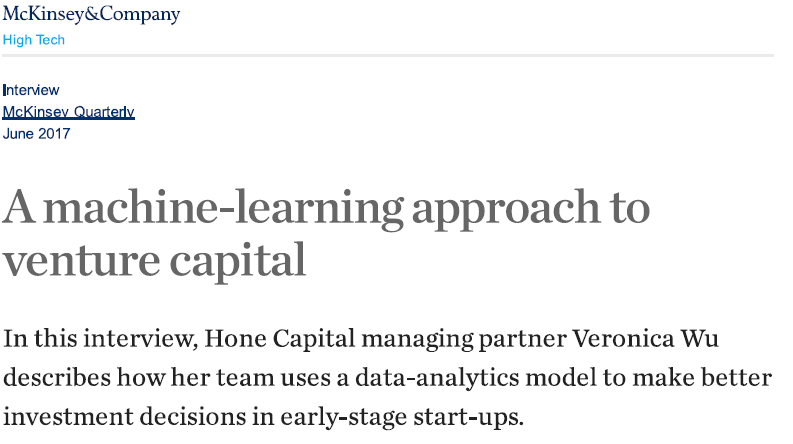 McKinsey&Company
High Tech
Interview
McKinsey Quarterly
June 2017
A machine-learning approach to
venture capital
In this interview, Hone Capital managing partner Veronica Wu
describes how her team uses a data-analytics model to make better
investment decisions in early-stage start-ups.